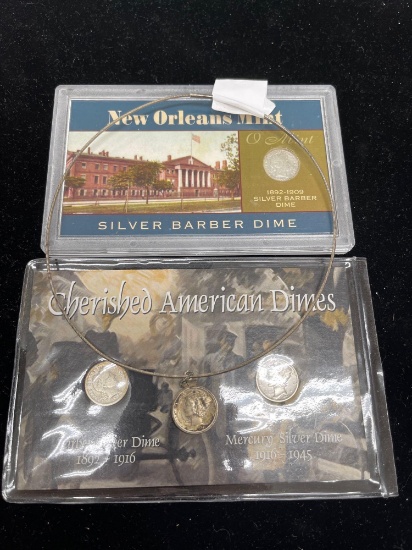 New Orleans Mint
O Mint
1892-1909
SILVER BARBER
DIME
SILVER BARBER DIME
Cherished American Dimes
Silver Dime
1892 - 1916
Mercury Silver Dime
1916 - 1945